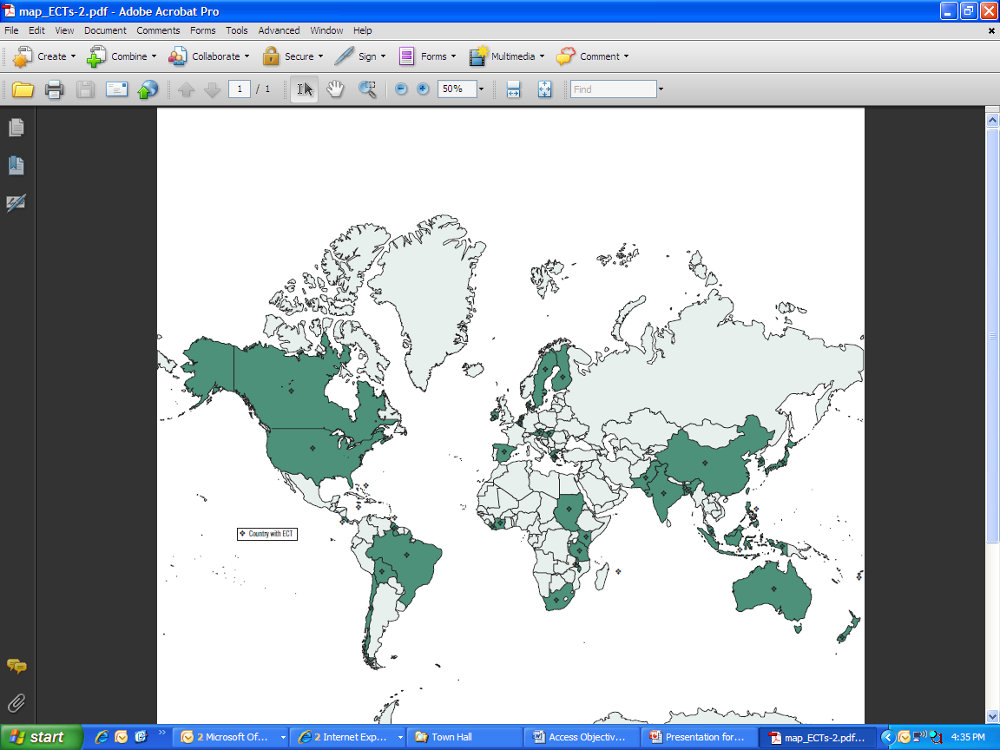 map_ECTs-2.pdf - Adobe Acrobat Pro
File Edit View Document Comments Forms Tools Advanced Window Help
Create Combine Collaborate Secure Sign Forms Multimedia Comment
1 / 1 50% Find
Country with ECT
start 2 Microsoft Of... 2 Internet Exp... Town Hall Access Objectiv... Presentation for... map_ECTs-2.pdf... 4:35 PM